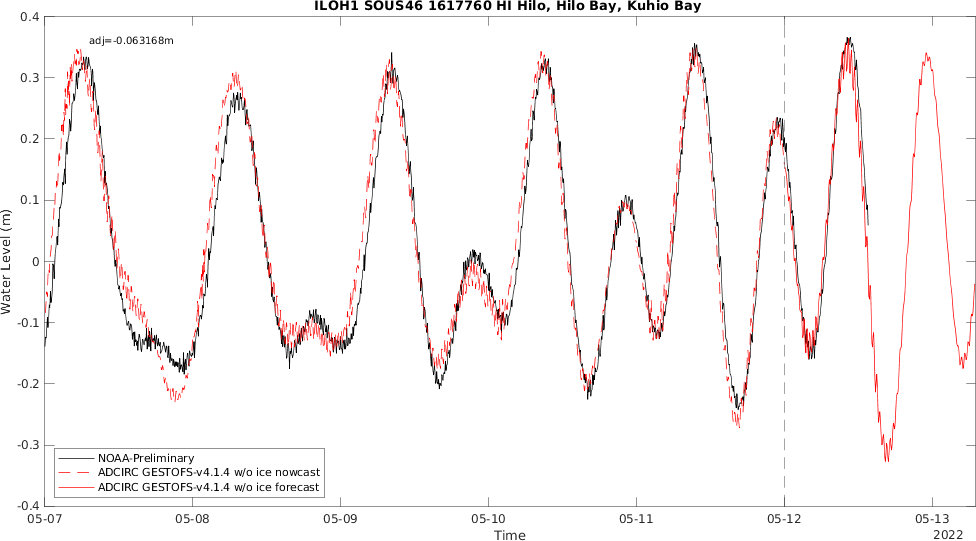 ILOH1 SOUS46 1617760 HI Hilo, Hilo Bay, Kuhio Bay
adj=-0.063168m
0.4
0.3
0.2
0.1
0
-0.1
-0.2
-0.3
-0.4
Water Level (m)
NOAA-Preliminary
ADCIRC GESTOFS-v4.1.4 w/o ice nowcast
ADCIRC GESTOFS-v4.1.4 w/o ice forecast
05-07 05-08 05-09 05-10 05-11 05-12 05-13
Time
2022